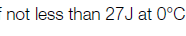 not less than 27J at 0°C